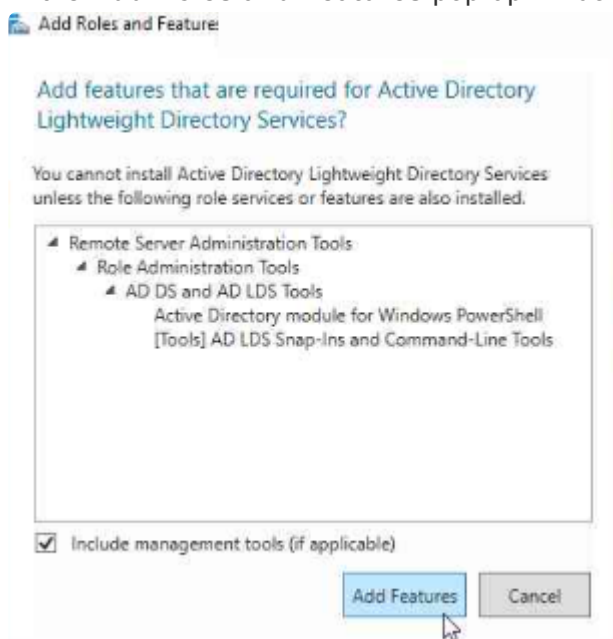 Add Roles and Features
Add features that are required for Active Directory
Lightweight Directory Services?
You cannot install Active Directory Lightweight Directory Services
unless the following role services or features are also installed.
Remote Server Administration Tools
Role Administration Tools
AD DS and AD LDS Tools
Active Directory module for Windows PowerShell
[Tools] AD LDS Snap-Ins and Command-Line Tools
Include management tools (if applicable)
Add Features Cancel